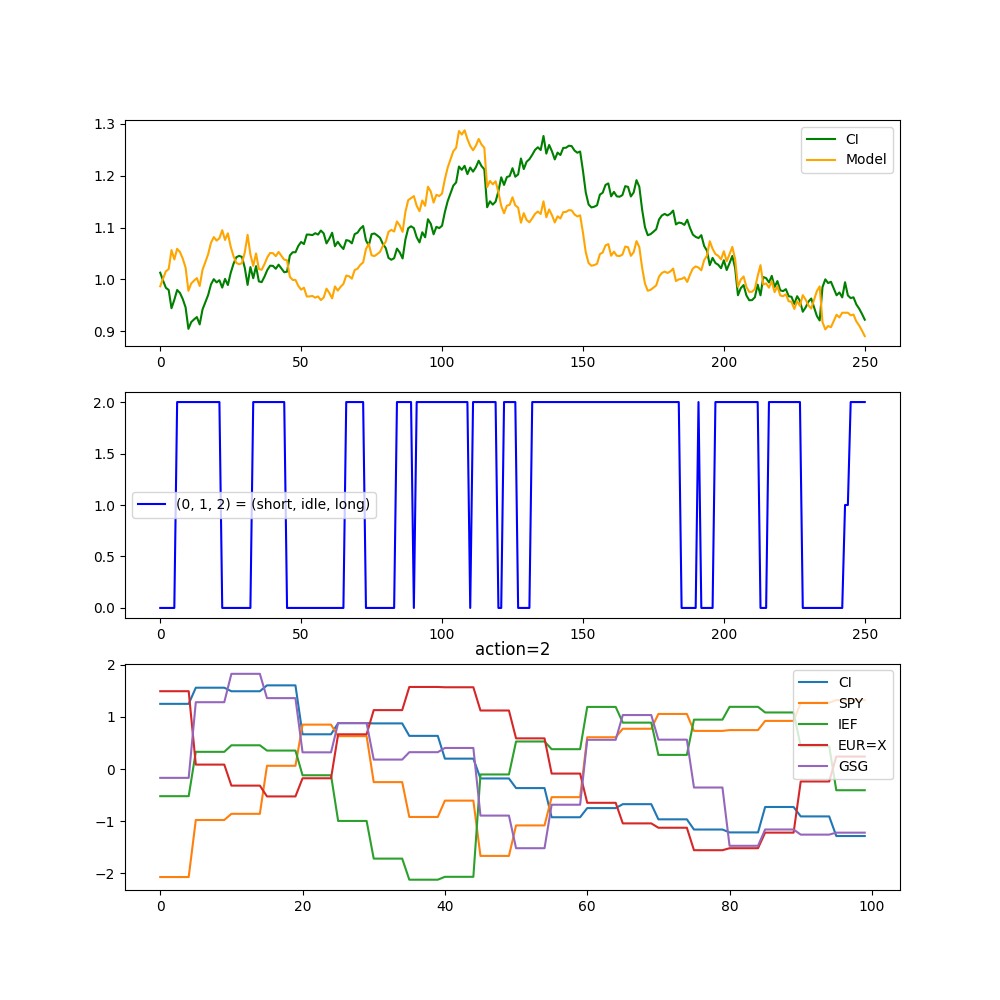 1.3
1.2
1.1
1.0
0.9
CI
Model
0 50 100 150 200 250
2.0
1.5
1.0
0.5
0.0
(0, 1, 2) = (short, idle, long)
0 50 100 150 200 250
action=2
2
1
0
−1
−2
CI
SPY
IEF
EUR=X
GSG
0 20 40 60 80 100